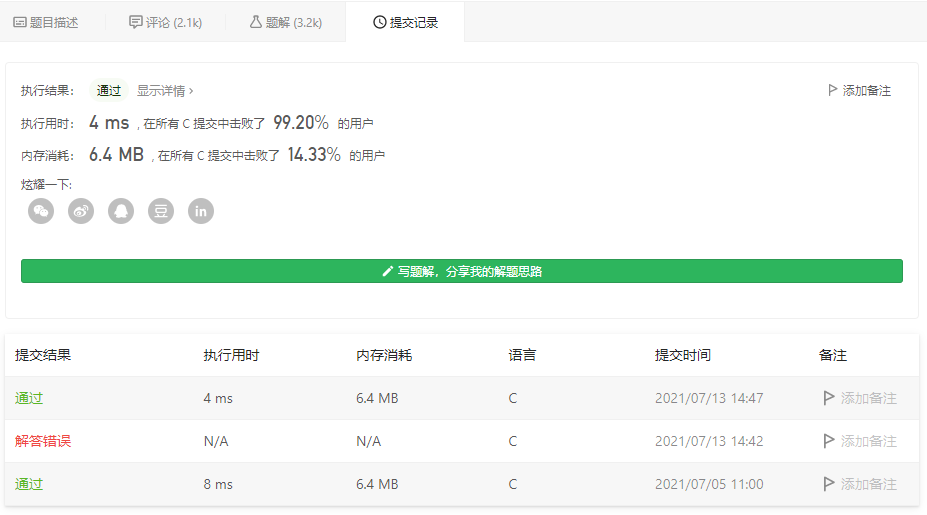 题目描述 评论 (2.1k) 题解 (3.2k) 提交记录
执行结果： 通过 显示详情 › 添加备注
执行用时： 4 ms , 在所有 C 提交中击败了 99.20% 的用户
内存消耗： 6.4 MB , 在所有 C 提交中击败了 14.33% 的用户
炫耀一下:
豆 in
写题解，分享我的解题思路
提交结果 执行用时 内存消耗 语言 提交时间 备注
通过 4 ms 6.4 MB C 2021/07/13 14:47 添加备注
解答错误 N/A N/A C 2021/07/13 14:42 添加备注
通过 8 ms 6.4 MB C 2021/07/05 11:00 添加备注